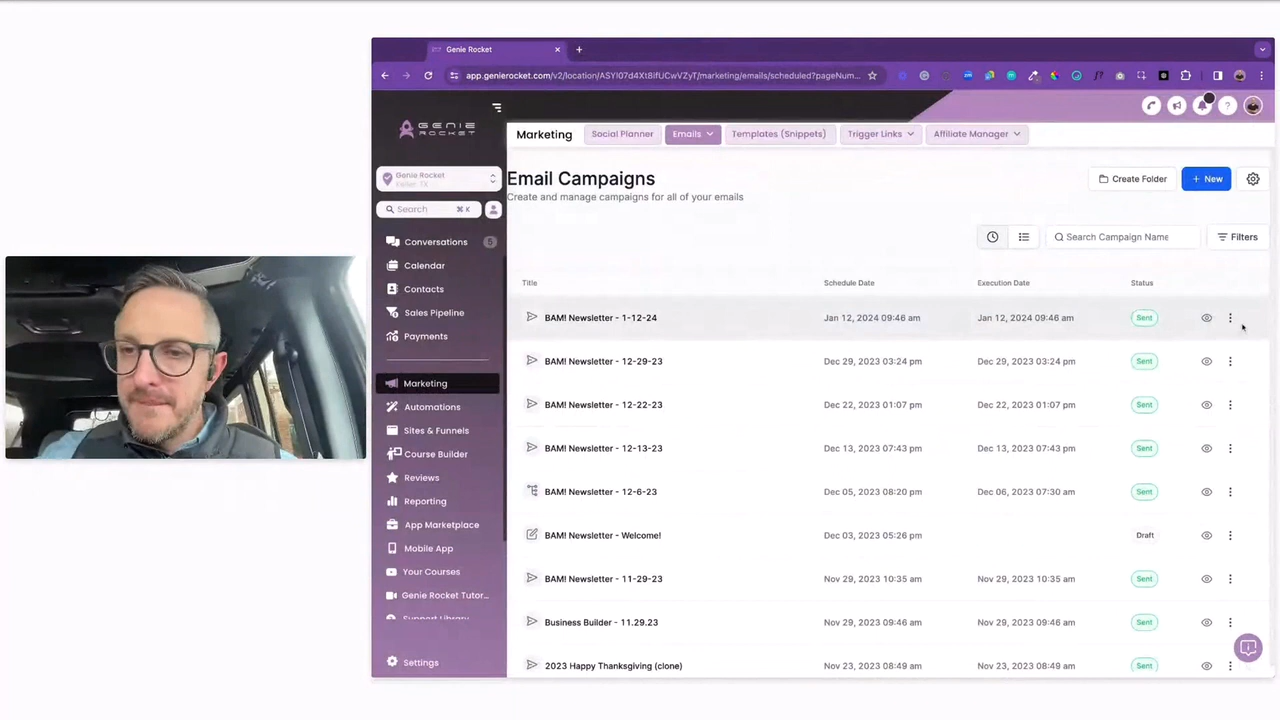 Genie Rocket
app.genierocket.com/v2/location/ASYI07d4Xt8ifUCwVZyT/marketing/emails/scheduled?pageNum...
GENIE
ROCKET
Marketing
Social Planner
Emails
Templates (Snippets)
Trigger Links
Affiliate Manager
Genie Rocket
Search
⌘ K
Conversations 5
Calendar
Contacts
Sales Pipeline
Payments
Marketing
Automations
Sites & Funnels
Course Builder
Reviews
Reporting
App Marketplace
Mobile App
Your Courses
Genie Rocket Tutor...
Support Library
Settings
Email Campaigns
Create and manage campaigns for all of your emails
Create Folder
+ New
Search Campaign Name
Filters
Title Schedule Date Execution Date Status
BAM! Newsletter - 1-12-24 Jan 12, 2024 09:46 am Jan 12, 2024 09:46 am Sent
BAM! Newsletter - 12-29-23 Dec 29, 2023 03:24 pm Dec 29, 2023 03:24 pm Sent
BAM! Newsletter - 12-22-23 Dec 22, 2023 01:07 pm Dec 22, 2023 01:07 pm Sent
BAM! Newsletter - 12-13-23 Dec 13, 2023 07:43 pm Dec 13, 2023 07:43 pm Sent
BAM! Newsletter - 12-6-23 Dec 05, 2023 08:20 pm Dec 06, 2023 07:30 am Sent
BAM! Newsletter - Welcome! Dec 03, 2023 05:26 pm Draft
BAM! Newsletter - 11-29-23 Nov 29, 2023 10:35 am Nov 29, 2023 10:35 am Sent
Business Builder - 11.29.23 Nov 29, 2023 09:46 am Nov 29, 2023 09:46 am Sent
2023 Happy Thanksgiving (clone) Nov 23, 2023 08:49 am Nov 23, 2023 08:49 am Sent